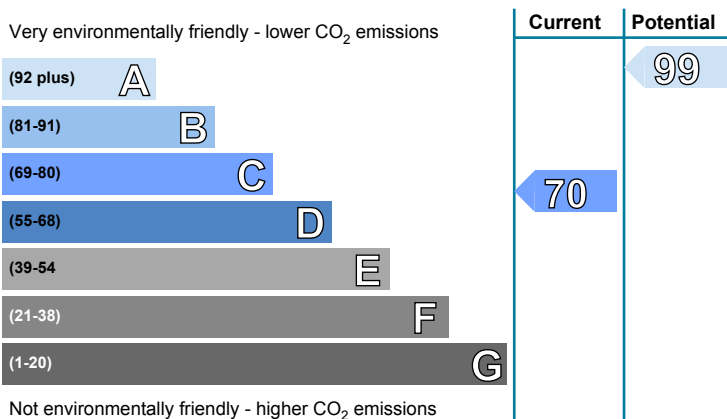 Very environmentally friendly - lower CO2 emissions
Current
Potential
(92 plus) A
99
(81-91) B
(69-80) C
70
(55-68) D
(39-54 E
(21-38) F
(1-20) G
Not environmentally friendly - higher CO2 emissions